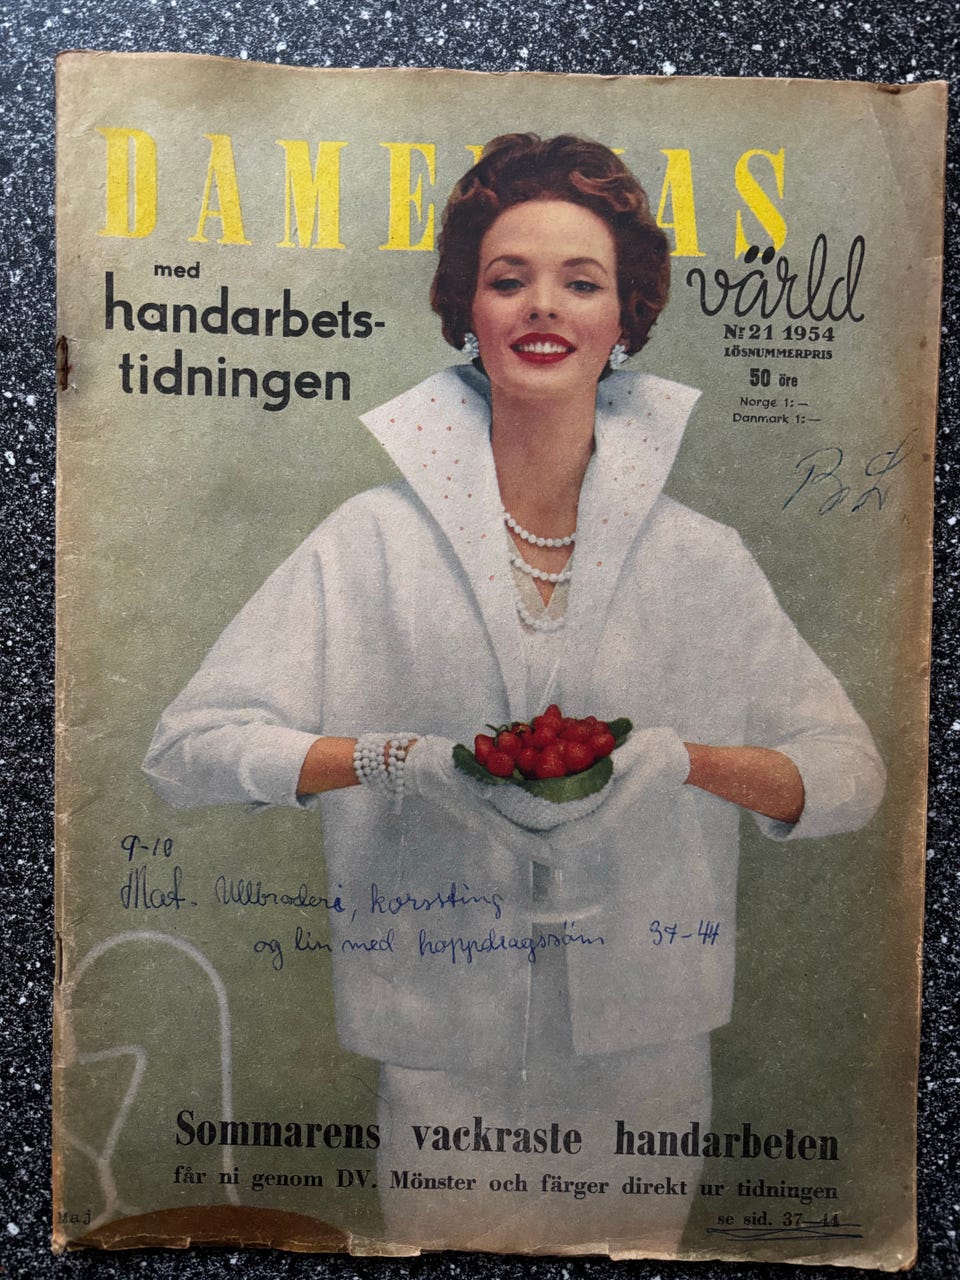 DAMERNAS
värld
med
handarbets-
tidningen
Nr 21 1954
LÖSNUMMERPRIS
50 öre
Norge 1:—
Danmark 1:—
9-10
Mat. Ullbroderi, korssting
og lin med hoppdragssöm 37-44
Sommarens vackraste handarbeten
får ni genom DV. Mönster och färger direkt ur tidningen
se sid. 37—44
Maj